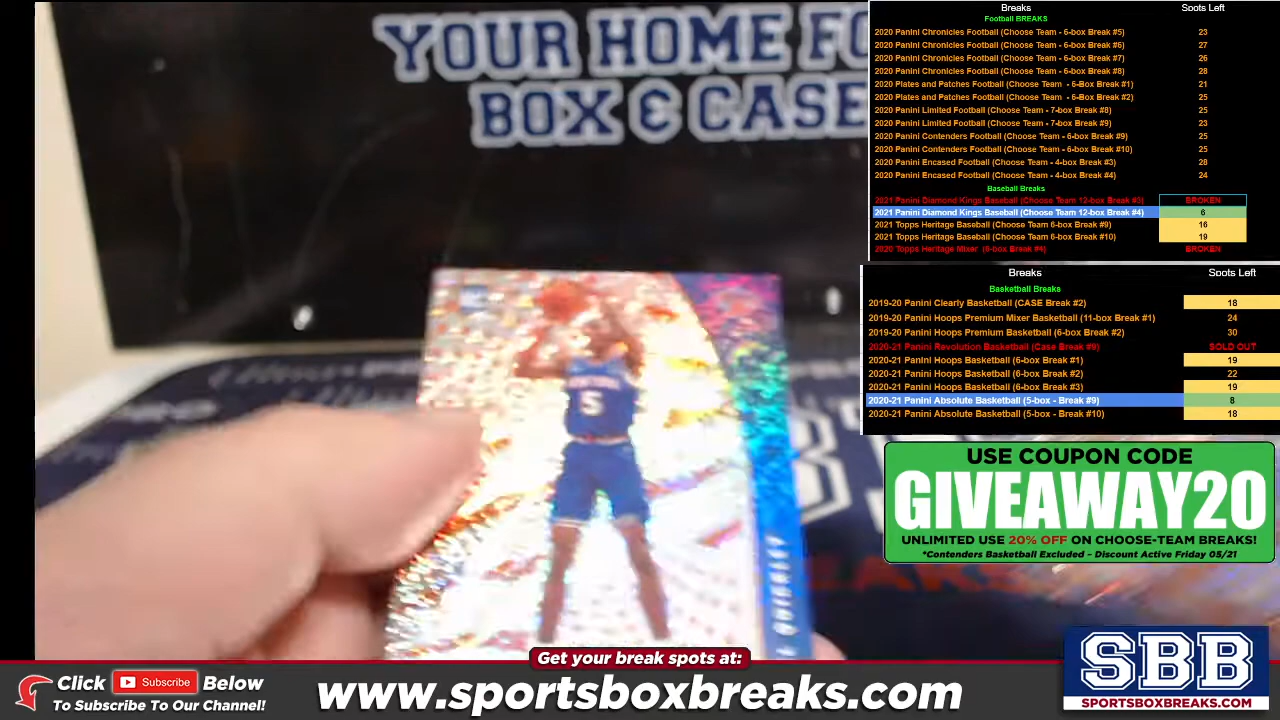 YOUR HOME FO
BOX & CASE
5
Breaks Spots Left
Football BREAKS
2020 Panini Chronicles Football (Choose Team - 6-box Break #5) 23
2020 Panini Chronicles Football (Choose Team - 6-box Break #6) 27
2020 Panini Chronicles Football (Choose Team - 6-box Break #7) 26
2020 Panini Chronicles Football (Choose Team - 6-box Break #8) 28
2020 Plates and Patches Football (Choose Team - 6-Box Break #1) 21
2020 Plates and Patches Football (Choose Team - 6-Box Break #2) 25
2020 Panini Limited Football (Choose Team - 7-box Break #8) 25
2020 Panini Limited Football (Choose Team - 7-box Break #9) 23
2020 Panini Contenders Football (Choose Team - 6-box Break #9) 25
2020 Panini Contenders Football (Choose Team - 6-box Break #10) 25
2020 Panini Encased Football (Choose Team - 4-box Break #3) 28
2020 Panini Encased Football (Choose Team - 4-box Break #4) 24
Baseball Breaks
2021 Panini Diamond Kings Baseball (Choose Team 12-box Break #3) BROKEN
2021 Panini Diamond Kings Baseball (Choose Team 12-box Break #4) 6
2021 Topps Heritage Baseball (Choose Team 6-box Break #9) 16
2021 Topps Heritage Baseball (Choose Team 6-box Break #10) 19
2020 Topps Heritage Mixer (6-box Break #4) BROKEN
Breaks Spots Left
Basketball Breaks
2019-20 Panini Clearly Basketball (CASE Break #2) 18
2019-20 Panini Hoops Premium Mixer Basketball (11-box Break #1) 24
2019-20 Panini Hoops Premium Basketball (6-box Break #2) 30
2020-21 Panini Revolution Basketball (Case Break #9) SOLD OUT
2020-21 Panini Hoops Basketball (6-box Break #1) 19
2020-21 Panini Hoops Basketball (6-box Break #2) 22
2020-21 Panini Hoops Basketball (6-box Break #3) 19
2020-21 Panini Absolute Basketball (5-box - Break #9) 8
2020-21 Panini Absolute Basketball (5-box - Break #10) 18
USE COUPON CODE
GIVEAWAY20
UNLIMITED USE 20% OFF ON CHOOSE-TEAM BREAKS!
*Contenders Basketball Excluded – Discount Active Friday 05/21
QUICKLEY
Get your break spots at:
Click Subscribe Below
To Subscribe To Our Channel!
www.sportsboxbreaks.com
SBB
SPORTSBOXBREAKS.COM